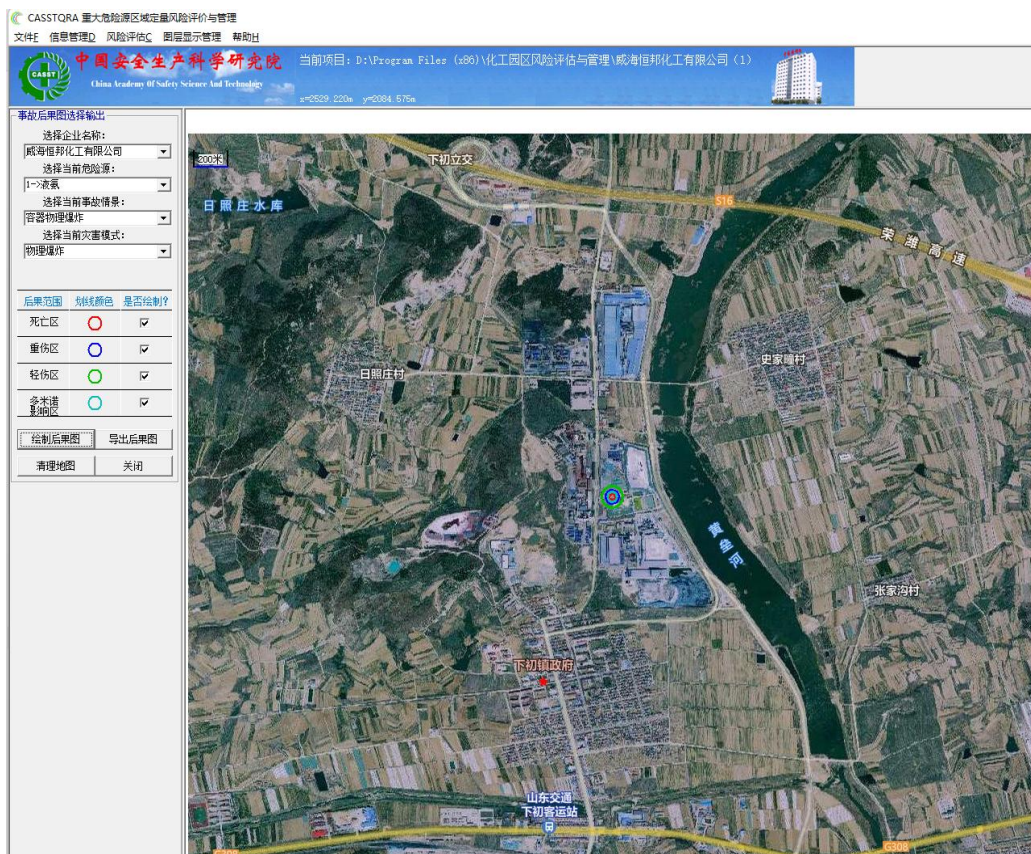 CASSTQRA 重大危险源区域定量风险评价与管理
文件F 信息管理D 风险评估C 图层显示管理 帮助H
CASST
中国安全生产科学研究院
China Academy Of Safety Science And Technology
当前项目: D:\Program Files (x86)\化工园区风险评估与管理\威海恒邦化工有限公司 (1)
x=2529.220m y=2084.575m
事故后果图选择输出
选择企业名称:
威海恒邦化工有限公司
选择当前危险源:
1->液氨
选择当前事故情景:
容器物理爆炸
选择当前灾害模式:
物理爆炸
后果范围 划线颜色 是否绘制?
死亡区
重伤区
轻伤区
多米诺
影响区
绘制后果图 导出后果图
清理地图 关闭
200米
下初立交
日照庄水库
S16
荣潍高速
日照庄村
史家疃村
黄垒河
张家沟村
下初镇政府
山东交通
下初客运站
G308
G308